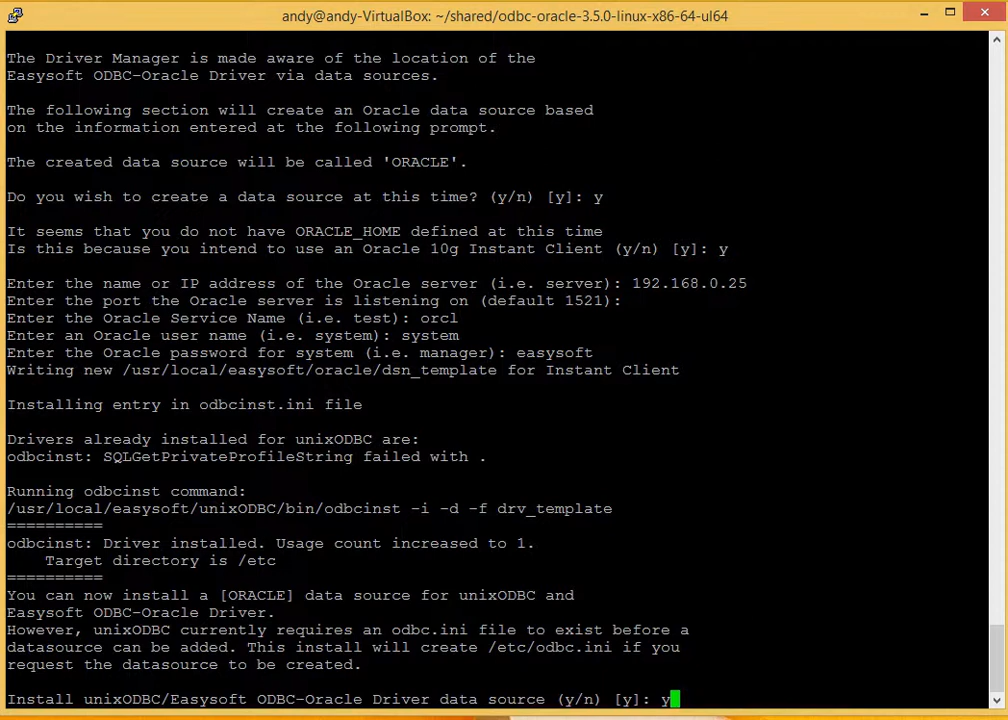 andy@andy-VirtualBox: ~/shared/odbc-oracle-3.5.0-linux-x86-64-ul64
The Driver Manager is made aware of the location of the
Easysoft ODBC-Oracle Driver via data sources.
The following section will create an Oracle data source based
on the information entered at the following prompt.
The created data source will be called 'ORACLE'.
Do you wish to create a data source at this time? (y/n) [y]: y
It seems that you do not have ORACLE_HOME defined at this time
Is this because you intend to use an Oracle 10g Instant Client (y/n) [y]: y
Enter the name or IP address of the Oracle server (i.e. server): 192.168.0.25
Enter the port the Oracle server is listening on (default 1521):
Enter the Oracle Service Name (i.e. test): orcl
Enter an Oracle user name (i.e. system): system
Enter the Oracle password for system (i.e. manager): easysoft
Writing new /usr/local/easysoft/oracle/dsn_template for Instant Client
Installing entry in odbcinst.ini file
Drivers already installed for unixODBC are:
odbcinst: SQLGetPrivateProfileString failed with .
Running odbcinst command:
/usr/local/easysoft/unixODBC/bin/odbcinst -i -d -f drv_template
==========
odbcinst: Driver installed. Usage count increased to 1.
    Target directory is /etc
==========
You can now install a [ORACLE] data source for unixODBC and
Easysoft ODBC-Oracle Driver.
However, unixODBC currently requires an odbc.ini file to exist before a
datasource can be added. This install will create /etc/odbc.ini if you
request the datasource to be created.
Install unixODBC/Easysoft ODBC-Oracle Driver data source (y/n) [y]: y